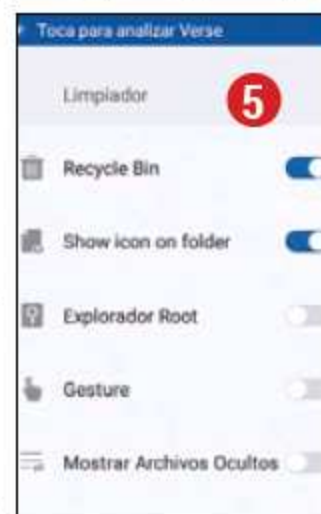 Toca para analizar Verse
Limpiador
5
Recycle Bin
Show icon on folder
Explorador Root
Gesture
Mostrar Archivos Ocultos